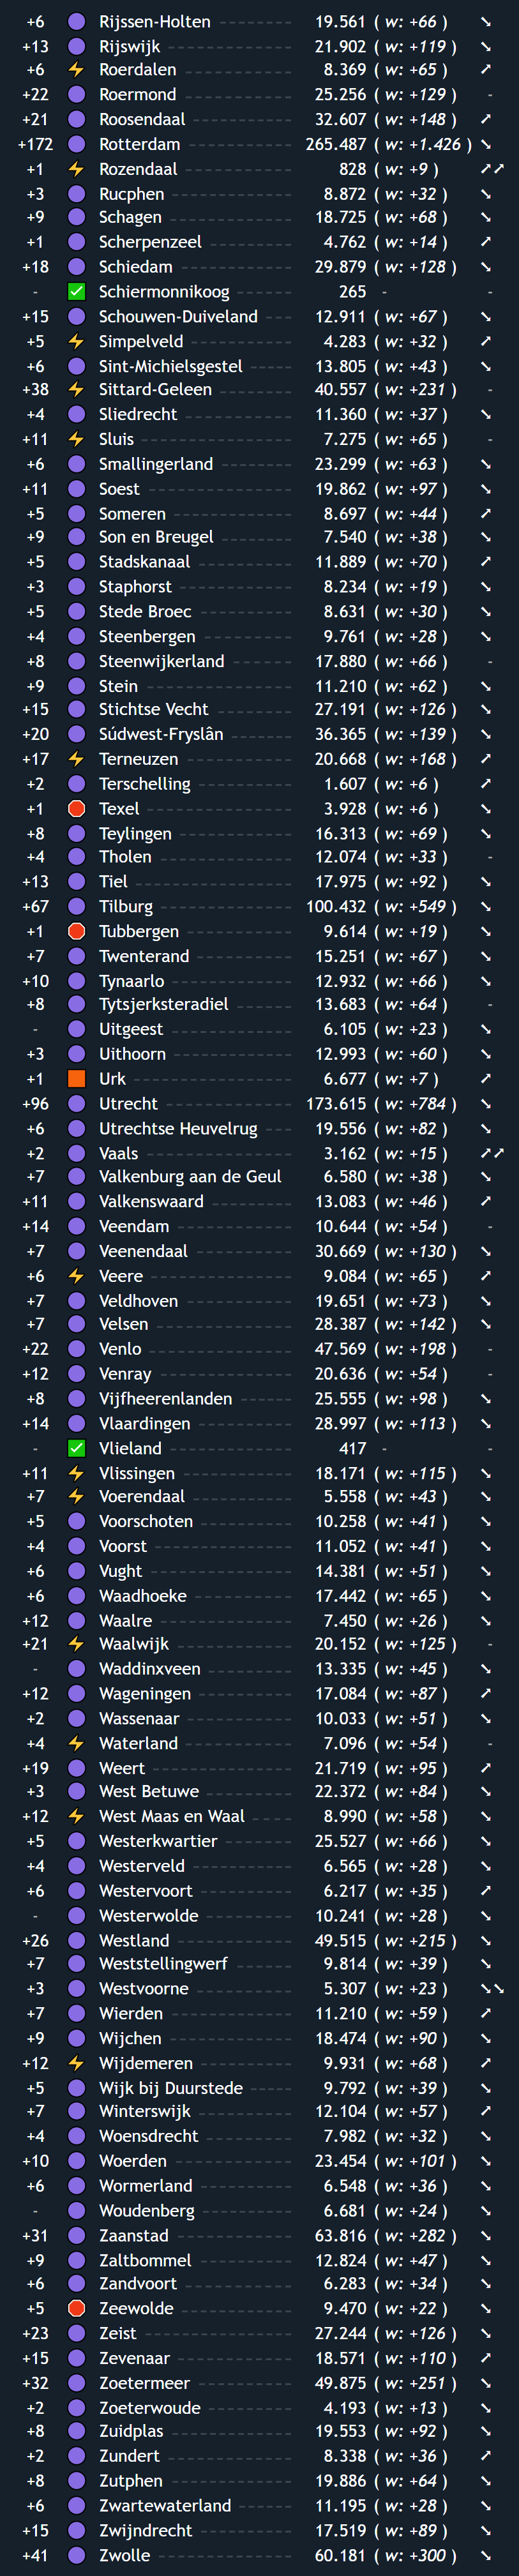 +6 Rijssen-Holten 19.561 ( w: +66 ) ➘
+13 Rijswijk 21.902 ( w: +119 ) ➘
+6 ⚡ Roerdalen 8.369 ( w: +65 ) ➚
+22 Roermond 25.256 ( w: +129 ) -
+21 Roosendaal 32.607 ( w: +148 ) ➚
+172 Rotterdam 265.487 ( w: +1.426 ) ➘
+1 ⚡ Rozendaal 828 ( w: +9 ) ➚➚
+3 Rucphen 8.872 ( w: +32 ) ➘
+9 Schagen 18.725 ( w: +68 ) ➘
+1 Scherpenzeel 4.762 ( w: +14 ) ➚
+18 Schiedam 29.879 ( w: +128 ) ➘
- ✅ Schiermonnikoog 265 - -
+15 Schouwen-Duiveland 12.911 ( w: +67 ) ➘
+5 ⚡ Simpelveld 4.283 ( w: +32 ) ➚
+6 Sint-Michielsgestel 13.805 ( w: +43 ) ➘
+38 ⚡ Sittard-Geleen 40.557 ( w: +231 ) -
+4 Sliedrecht 11.360 ( w: +37 ) ➘
+11 ⚡ Sluis 7.275 ( w: +65 ) -
+6 Smallingerland 23.299 ( w: +63 ) ➘
+11 Soest 19.862 ( w: +97 ) ➘
+5 Someren 8.697 ( w: +44 ) ➚
+9 Son en Breugel 7.540 ( w: +38 ) ➘
+5 Stadskanaal 11.889 ( w: +70 ) ➚
+3 Staphorst 8.234 ( w: +19 ) ➘
+5 Stede Broec 8.631 ( w: +30 ) ➘
+4 Steenbergen 9.761 ( w: +28 ) ➘
+8 Steenwijkerland 17.880 ( w: +66 ) -
+9 Stein 11.210 ( w: +62 ) ➘
+15 Stichtse Vecht 27.191 ( w: +126 ) ➘
+20 Súdwest-Fryslân 36.365 ( w: +139 ) ➘
+17 ⚡ Terneuzen 20.668 ( w: +168 ) ➚
+2 Terschelling 1.607 ( w: +6 ) ➚
+1 Texel 3.928 ( w: +6 ) ➘
+8 Teylingen 16.313 ( w: +69 ) ➘
+4 Tholen 12.074 ( w: +33 ) -
+13 Tiel 17.975 ( w: +92 ) ➘
+67 Tilburg 100.432 ( w: +549 ) ➘
+1 Tubbergen 9.614 ( w: +19 ) ➘
+7 Twenterand 15.251 ( w: +67 ) ➘
+10 Tynaarlo 12.932 ( w: +66 ) ➘
+8 Tytsjerksteradiel 13.683 ( w: +64 ) -
- Uitgeest 6.105 ( w: +23 ) ➘
+3 Uithoorn 12.993 ( w: +60 ) ➘
+1 Urk 6.677 ( w: +7 ) ➚
+96 Utrecht 173.615 ( w: +784 ) ➘
+6 Utrechtse Heuvelrug 19.556 ( w: +82 ) ➘
+2 Vaals 3.162 ( w: +15 ) ➚➚
+7 Valkenburg aan de Geul 6.580 ( w: +38 ) ➘
+11 Valkenswaard 13.083 ( w: +46 ) ➚
+14 Veendam 10.644 ( w: +54 ) -
+7 Veenendaal 30.669 ( w: +130 ) ➘
+6 ⚡ Veere 9.084 ( w: +65 ) ➚
+7 Veldhoven 19.651 ( w: +73 ) ➘
+7 Velsen 28.387 ( w: +142 ) ➘
+22 Venlo 47.569 ( w: +198 ) -
+12 Venray 20.636 ( w: +54 ) -
+8 Vijfheerenlanden 25.555 ( w: +98 ) ➘
+14 Vlaardingen 28.997 ( w: +113 ) ➘
- ✅ Vlieland 417 - -
+11 ⚡ Vlissingen 18.171 ( w: +115 ) ➘
+7 ⚡ Voerendaal 5.558 ( w: +43 ) ➘
+5 Voorschoten 10.258 ( w: +41 ) ➘
+4 Voorst 11.052 ( w: +41 ) ➘
+6 Vught 14.381 ( w: +51 ) ➘
+6 Waadhoeke 17.442 ( w: +65 ) ➘
+12 Waalre 7.450 ( w: +26 ) ➘
+21 ⚡ Waalwijk 20.152 ( w: +125 ) -
- Waddinxveen 13.335 ( w: +45 ) ➘
+12 Wageningen 17.084 ( w: +87 ) ➚
+2 Wassenaar 10.033 ( w: +51 ) ➘
+4 ⚡ Waterland 7.096 ( w: +54 ) -
+19 Weert 21.719 ( w: +95 ) ➚
+3 West Betuwe 22.372 ( w: +84 ) ➘
+12 ⚡ West Maas en Waal 8.990 ( w: +58 ) ➘
+5 Westerkwartier 25.527 ( w: +66 ) ➘
+4 Westerveld 6.565 ( w: +28 ) ➘
+6 Westervoort 6.217 ( w: +35 ) ➚
- Westerwolde 10.241 ( w: +28 ) ➘
+26 Westland 49.515 ( w: +215 ) ➘
+7 Weststellingwerf 9.814 ( w: +39 ) ➘
+3 Westvoorne 5.307 ( w: +23 ) ➘➘
+7 Wierden 11.210 ( w: +59 ) ➚
+9 Wijchen 18.474 ( w: +90 ) ➘
+12 ⚡ Wijdemeren 9.931 ( w: +68 ) ➚
+5 Wijk bij Duurstede 9.792 ( w: +39 ) ➘
+7 Winterswijk 12.104 ( w: +57 ) ➚
+4 Woensdrecht 7.982 ( w: +32 ) ➘
+10 Woerden 23.454 ( w: +101 ) ➘
+6 Wormerland 6.548 ( w: +36 ) ➘
- Woudenberg 6.681 ( w: +24 ) ➘
+31 Zaanstad 63.816 ( w: +282 ) ➘
+9 Zaltbommel 12.824 ( w: +47 ) ➘
+6 Zandvoort 6.283 ( w: +34 ) ➘
+5 Zeewolde 9.470 ( w: +22 ) ➘
+23 Zeist 27.244 ( w: +126 ) ➘
+15 Zevenaar 18.571 ( w: +110 ) ➚
+32 Zoetermeer 49.875 ( w: +251 ) ➘
+2 Zoeterwoude 4.193 ( w: +13 ) ➘
+8 Zuidplas 19.553 ( w: +92 ) ➘
+2 Zundert 8.338 ( w: +36 ) ➚
+8 Zutphen 19.886 ( w: +64 ) ➘
+6 Zwartewaterland 11.195 ( w: +28 ) ➘
+15 Zwijndrecht 17.519 ( w: +89 ) ➘
+41 Zwolle 60.181 ( w: +300 ) ➘